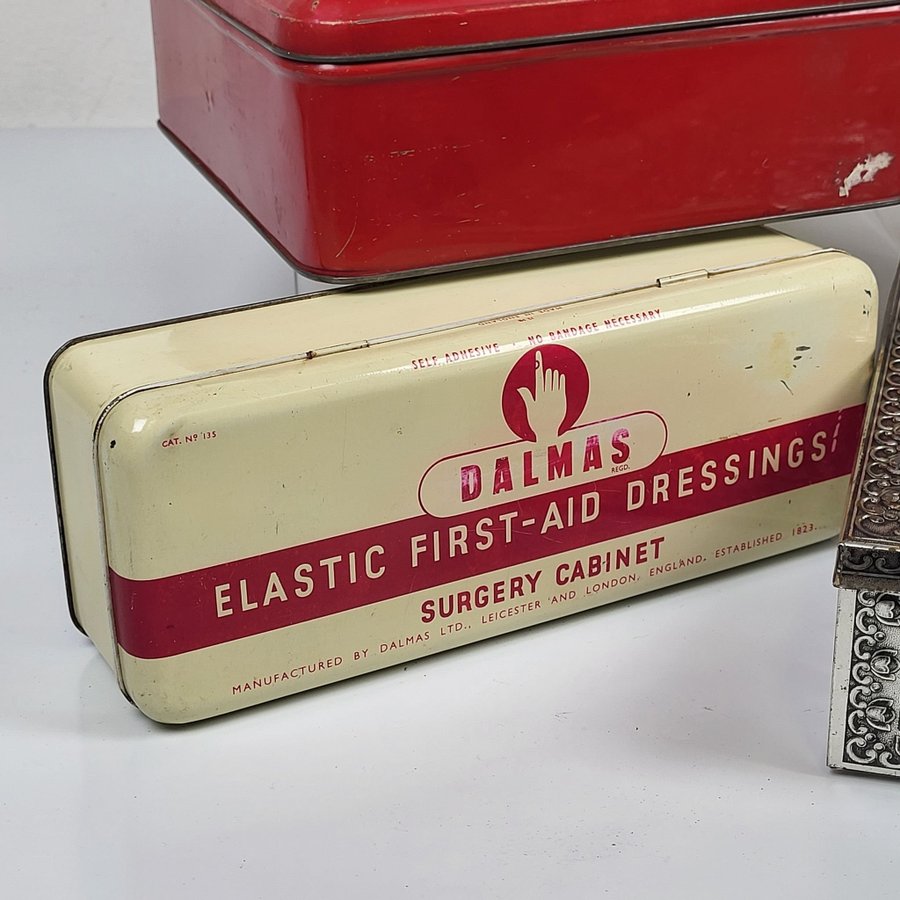 SELF ADHESIVE · NO BANDAGE NECESSARY
CAT. Nº 135
DALMAS
REGD.
ELASTIC FIRST-AID DRESSINGS
SURGERY CABINET
MANUFACTURED BY DALMAS LTD., LEICESTER AND LONDON, ENGLAND. ESTABLISHED 1823...